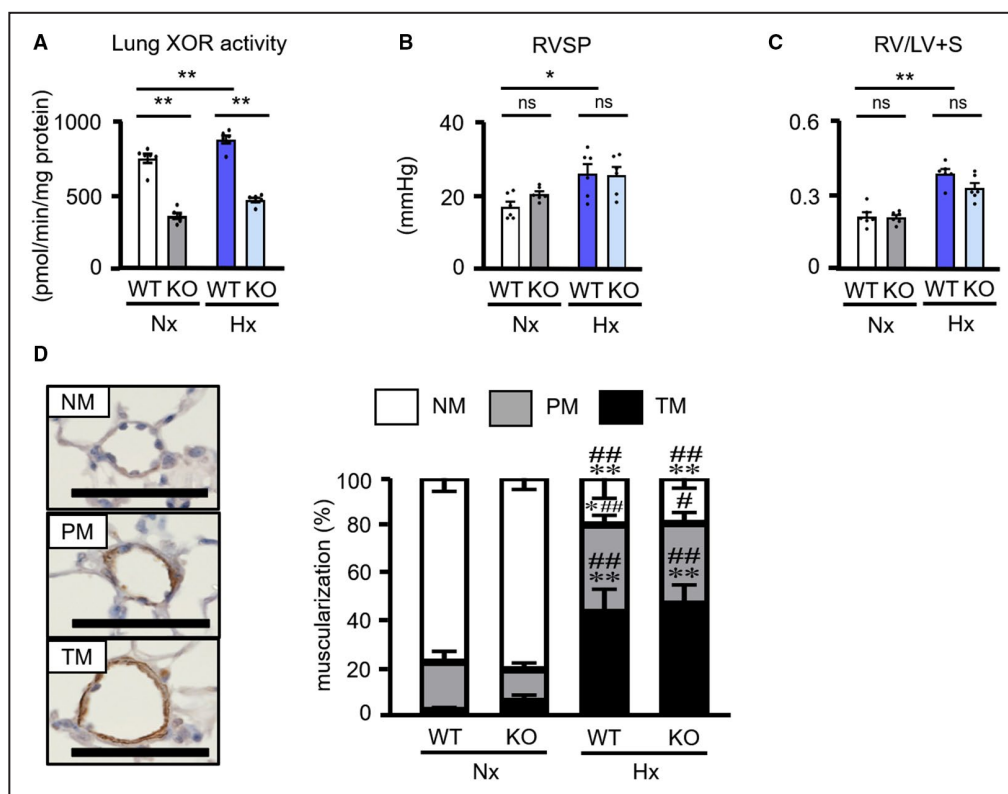 A Lung XOR activity
**
** **
(pmol/min/mg protein)
1000
500
0
WT KO WT KO
Nx Hx
B RVSP
*
ns ns
(mmHg)
40
20
0
WT KO WT KO
Nx Hx
C RV/LV+S
**
ns ns
0.6
0.3
0
WT KO WT KO
Nx Hx
D
NM
PM
TM
NM PM TM
muscularization (%)
100
80
60
40
20
0
## ##
** **
*## #
## ##
** **
WT KO WT KO
Nx Hx